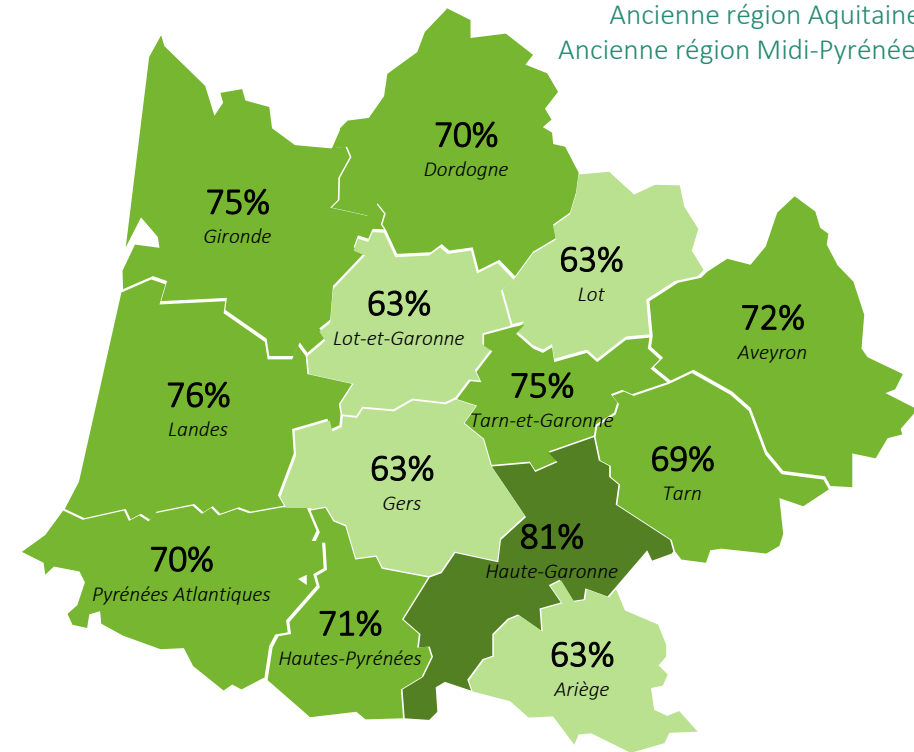 Ancienne région Aquitaine
Ancienne région Midi-Pyrénée
70%
Dordogne
75%
Gironde
63%
Lot
63%
Lot-et-Garonne
72%
Aveyron
76%
Landes
75%
Tarn-et-Garonne
63%
Gers
69%
Tarn
81%
Haute-Garonne
70%
Pyrénées Atlantiques
71%
Hautes-Pyrénées
63%
Ariège